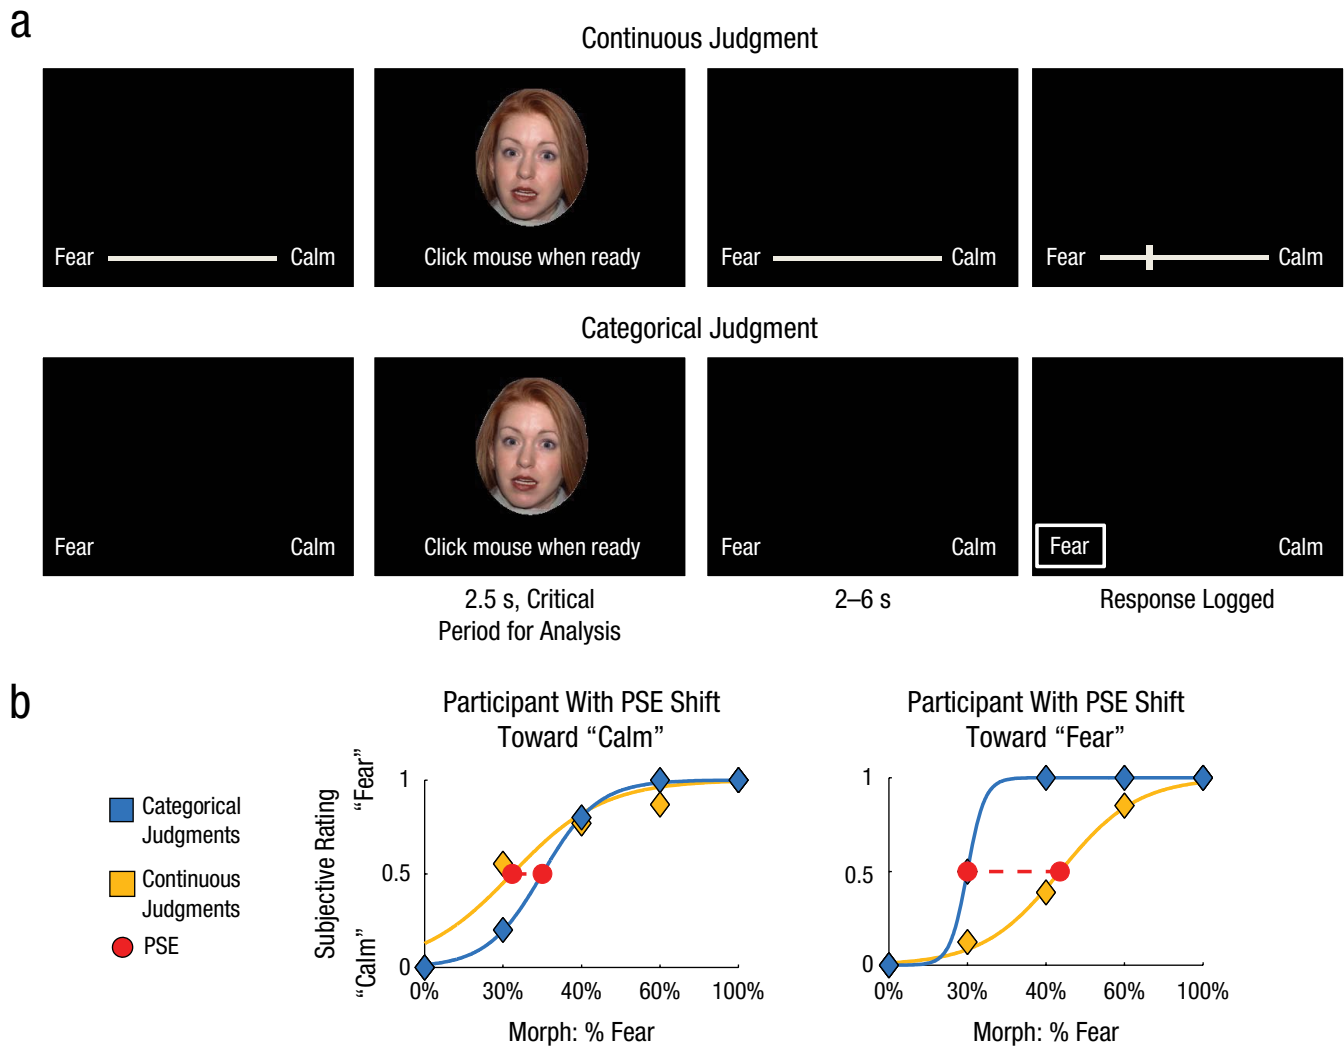 a
Continuous Judgment
Fear Calm
Click mouse when ready
Fear Calm
Fear Calm
Categorical Judgment
Fear Calm
Click mouse when ready
Fear Calm
Fear Calm
2.5 s, Critical
Period for Analysis
2–6 s
Response Logged
b
Categorical
Judgments
Continuous
Judgments
PSE
Participant With PSE Shift
Toward “Calm”
Subjective Rating
“Calm” “Fear”
1
0.5
0
0% 30% 40% 60% 100%
Morph: % Fear
Participant With PSE Shift
Toward “Fear”
1
0.5
0
0% 30% 40% 60% 100%
Morph: % Fear